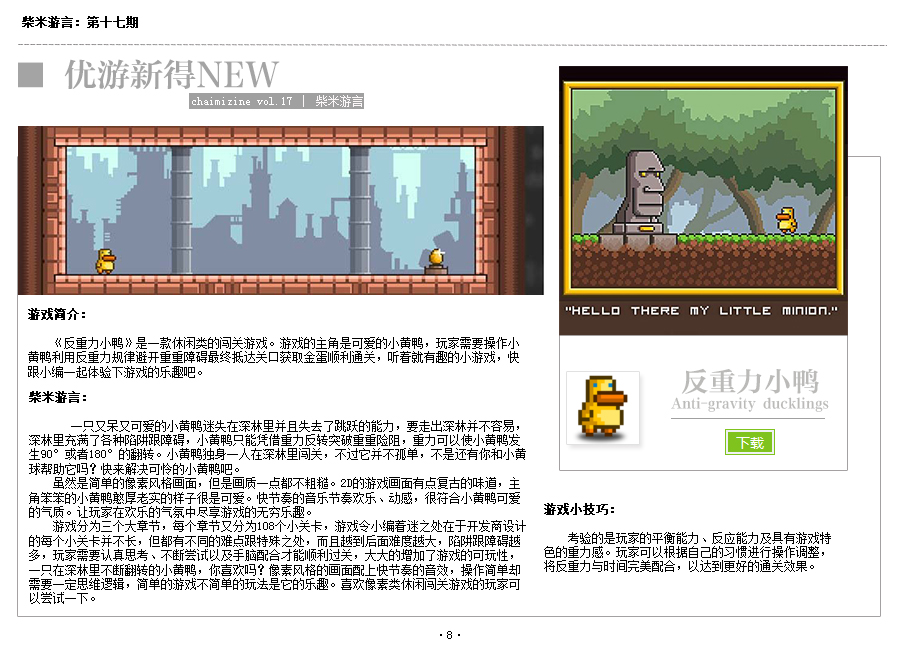 柴米游言：第十七期
优游新得NEW
chaimizine vol.17 | 柴米游言
"HELLO THERE MY LITTLE MINION."
游戏简介：
《反重力小鸭》是一款休闲类的闯关游戏。游戏的主角是可爱的小黄鸭，玩家需要操作小
黄鸭利用反重力规律避开重重障碍最终抵达关口获取金蛋顺利通关，听着就有趣的小游戏，快
跟小编一起体验下游戏的乐趣吧。
柴米游言：
一只又呆又可爱的小黄鸭迷失在深林里并且失去了跳跃的能力，要走出深林并不容易，
深林里充满了各种陷阱跟障碍，小黄鸭只能凭借重力反转突破重重险阻，重力可以使小黄鸭发
生90°或者180°的翻转。小黄鸭独身一人在深林里闯关，不过它并不孤单，不是还有你和小黄
球帮助它吗？快来解决可怜的小黄鸭吧。
虽然是简单的像素风格画面，但是画质一点都不粗糙。2D的游戏画面有点复古的味道，主
角笨笨的小黄鸭憨厚老实的样子很是可爱。快节奏的音乐节奏欢乐、动感，很符合小黄鸭可爱
的气质。让玩家在欢乐的气氛中尽享游戏的无穷乐趣。
游戏分为三个大章节，每个章节又分为108个小关卡，游戏令小编着迷之处在于开发商设计
的每个小关卡并不长，但都有不同的难点跟特殊之处，而且越到后面难度越大，陷阱跟障碍越
多，玩家需要认真思考、不断尝试以及手脑配合才能顺利过关，大大的增加了游戏的可玩性，
一只在深林里不断翻转的小黄鸭，你喜欢吗？像素风格的画面配上快节奏的音效，操作简单却
需要一定思维逻辑，简单的游戏不简单的玩法是它的乐趣。喜欢像素类休闲闯关游戏的玩家可
以尝试一下。
反重力小鸭
Anti-gravity ducklings
下载
游戏小技巧：
考验的是玩家的平衡能力、反应能力及具有游戏特
色的重力感。玩家可以根据自己的习惯进行操作调整，
将反重力与时间完美配合，以达到更好的通关效果。
·8·